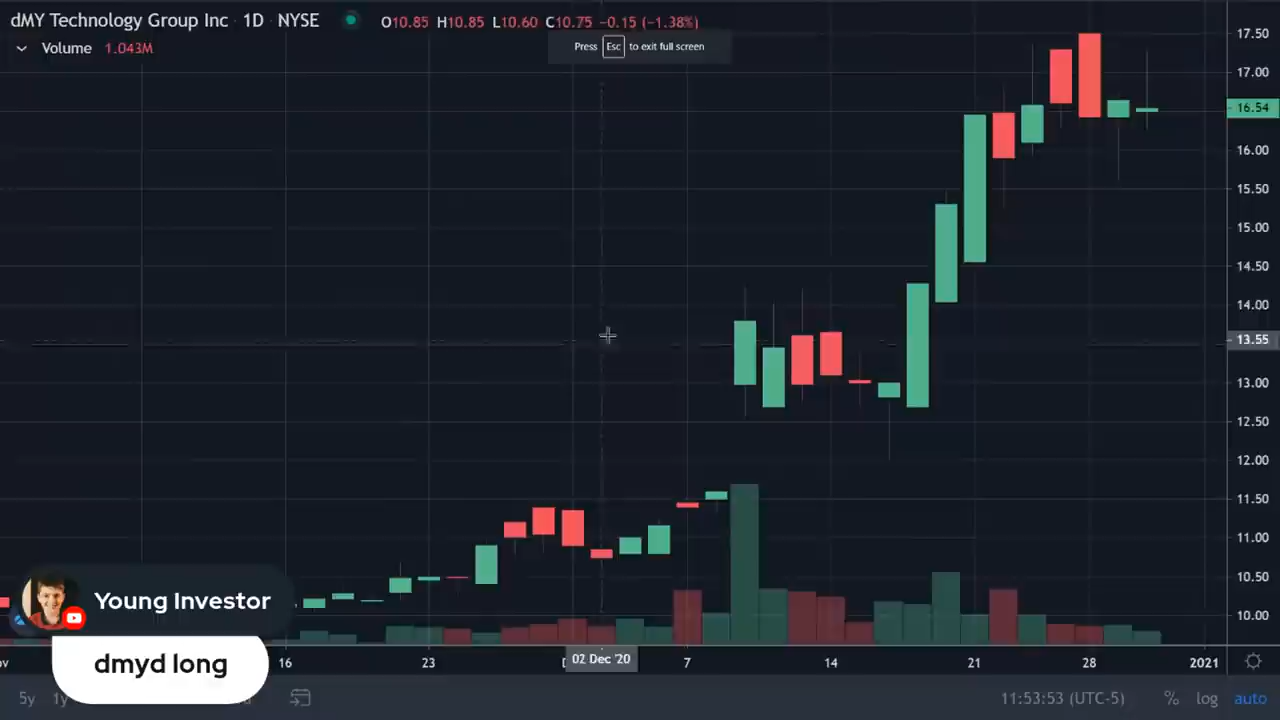 dMY Technology Group Inc · 1D · NYSE O10.85 H10.85 L10.60 C10.75 −0.15 (−1.38%)
Volume 1.043M
Press Esc to exit full screen
17.50
17.00
16.54
16.00
15.50
15.00
14.50
14.00
13.55
13.00
12.50
12.00
11.50
11.00
10.50
10.00
Young Investor
dmyd long
16 23 02 Dec '20 7 14 21 28 2021
5y 1y 11:53:53 (UTC-5) % log auto